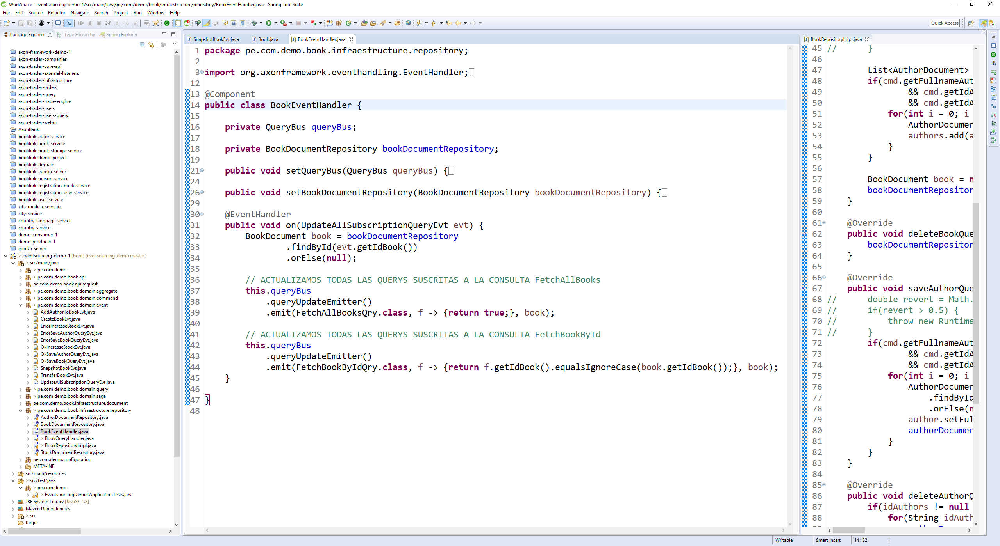 WorkSpace - eventsourcing-demo-1/src/main/java/pe/com/demo/book/infraestructure/repository/BookEventHandler.java - Spring Tool Suite
File Edit Source Refactor Navigate Search Project Run Window Help
Quick Access
Package Explorer Type Hierarchy Spring Explorer
axon-framework-demo-1
axon-trader-companies
axon-trader-core-api
axon-trader-external-listeners
axon-trader-infrastructure
axon-trader-orders
axon-trader-query
axon-trader-trade-engine
axon-trader-users
axon-trader-users-query
axon-trader-webui
AxonBank
booklink-autor-service
booklink-book-service
booklink-book-storage-service
booklink-demo-project
booklink-domain
booklink-eureka-server
booklink-person-service
booklink-registration-book-service
booklink-registration-user-service
booklink-user-service
cita-medica-servicio
city-service
country-language-service
country-service
demo-consumer-1
demo-producer-1
eureka-server
> eventsourcing-demo-1 [boot] [evensourcing-demo master]
> src/main/java
> pe.com.demo
> pe.com.demo.book.api
pe.com.demo.book.api.request
> pe.com.demo.book.domain.aggregate
> pe.com.demo.book.domain.command
> pe.com.demo.book.domain.event
AddAuthorToBookEvt.java
CreateBookEvt.java
ErrorIncreaseStockEvt.java
ErrorSaveAuthorQueryEvt.java
ErrorSaveBookQueryEvt.java
OkIncreaseStockEvt.java
OkSaveAuthorQueryEvt.java
OkSaveBookQueryEvt.java
SnapshotBookEvt.java
TransferBookEvt.java
UpdateAllSubscriptionQueryEvt.java
> pe.com.demo.book.domain.query
> pe.com.demo.book.domain.saga
pe.com.demo.book.infraestructure.document
> pe.com.demo.book.infraestructure.repository
AuthorDocumentRepository.java
BookDocumentRepository.java
BookEventHandler.java
> BookQueryHandler.java
> BookRepositoryImpl.java
StockDocumentResository.java
pe.com.demo.configuration
META-INF
src/main/resources
> src/test/java
> pe.com.demo
> EventsourcingDemo1ApplicationTests.java
JRE System Library [JavaSE-1.8]
Maven Dependencies
> src
target
SnapshotBookEvt.java Book.java BookEventHandler.java
1 package pe.com.demo.book.infraestructure.repository;
2
3 import org.axonframework.eventhandling.EventHandler;
12
13 @Component
14 public class BookEventHandler {
15
16 private QueryBus queryBus;
17
18 private BookDocumentRepository bookDocumentRepository;
19
21 public void setQueryBus(QueryBus queryBus) {
24
26 public void setBookDocumentRepository(BookDocumentRepository bookDocumentRepository) {
29
30 @EventHandler
31 public void on(UpdateAllSubscriptionQueryEvt evt) {
32 BookDocument book = bookDocumentRepository
33 .findById(evt.getIdBook())
34 .orElse(null);
35
36 // ACTUALIZAMOS TODAS LAS QUERYS SUSCRITAS A LA CONSULTA FetchAllBooks
37 this.queryBus
38 .queryUpdateEmitter()
39 .emit(FetchAllBooksQry.class, f -> {return true;}, book);
40
41 // ACTUALIZAMOS TODAS LAS QUERYS SUSCRITAS A LA CONSULTA FetchBookById
42 this.queryBus
43 .queryUpdateEmitter()
44 .emit(FetchBookByIdQry.class, f -> {return f.getIdBook().equalsIgnoreCase(book.getIdBook());}, book);
45 }
46
47 }
48
BookRepositoryImpl.java
45 // }
46
47 List<AuthorDocument>
48 if(cmd.getFullnameAut
49 && cmd.getIdA
50 && cmd.getIdA
51 for(int i = 0; i
52 AuthorDocumen
53 authors.add(a
54 }
55 }
56
57 BookDocument book = n
58 bookDocumentRepositor
59 }
60
61 @Override
62 public void deleteBookQue
63 bookDocumentRepositor
64 }
65
66 @Override
67 public void saveAuthorQue
68 // double revert = Math.
69 // if(revert > 0.5) {
70 // throw new Runtime
71 // }
72 if(cmd.getFullnameAut
73 && cmd.getIdA
74 && cmd.getIdA
75 for(int i = 0; i
76 AuthorDocumen
77 .findById
78 .orElse(n
79 author.setFul
80 authorDocumen
81 }
82 }
83 }
84
85 @Override
86 public void deleteAuthorQ
87 if(idAuthors != null
88 for(String idAuth
Writable Smart Insert 14 : 32